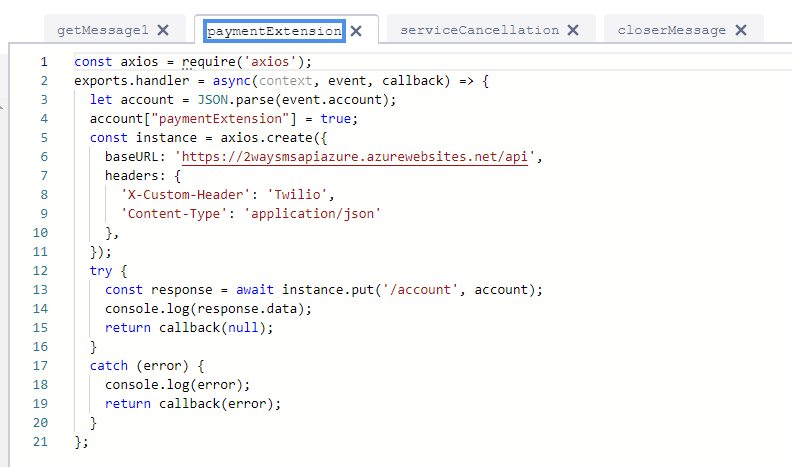 getMessage1 ✕ paymentExtension ✕ serviceCancellation ✕ closerMessage ✕
1 const axios = require('axios');
2 exports.handler = async(context, event, callback) => {
3   let account = JSON.parse(event.account);
4   account["paymentExtension"] = true;
5   const instance = axios.create({
6     baseURL: 'https://2waysmsapiazure.azurewebsites.net/api',
7     headers: {
8       'X-Custom-Header': 'Twilio',
9       'Content-Type': 'application/json'
10     },
11   });
12   try {
13     const response = await instance.put('/account', account);
14     console.log(response.data);
15     return callback(null);
16   }
17   catch (error) {
18     console.log(error);
19     return callback(error);
20   }
21 };